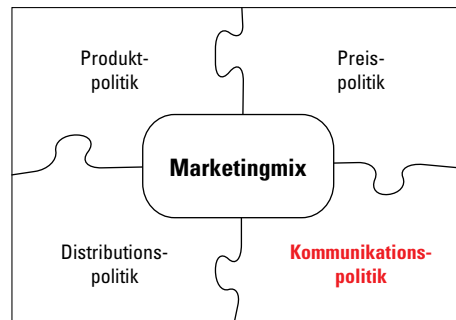 Produkt-
politik
Preis-
politik
Marketingmix
Distributions-
politik
Kommunikations-
politik